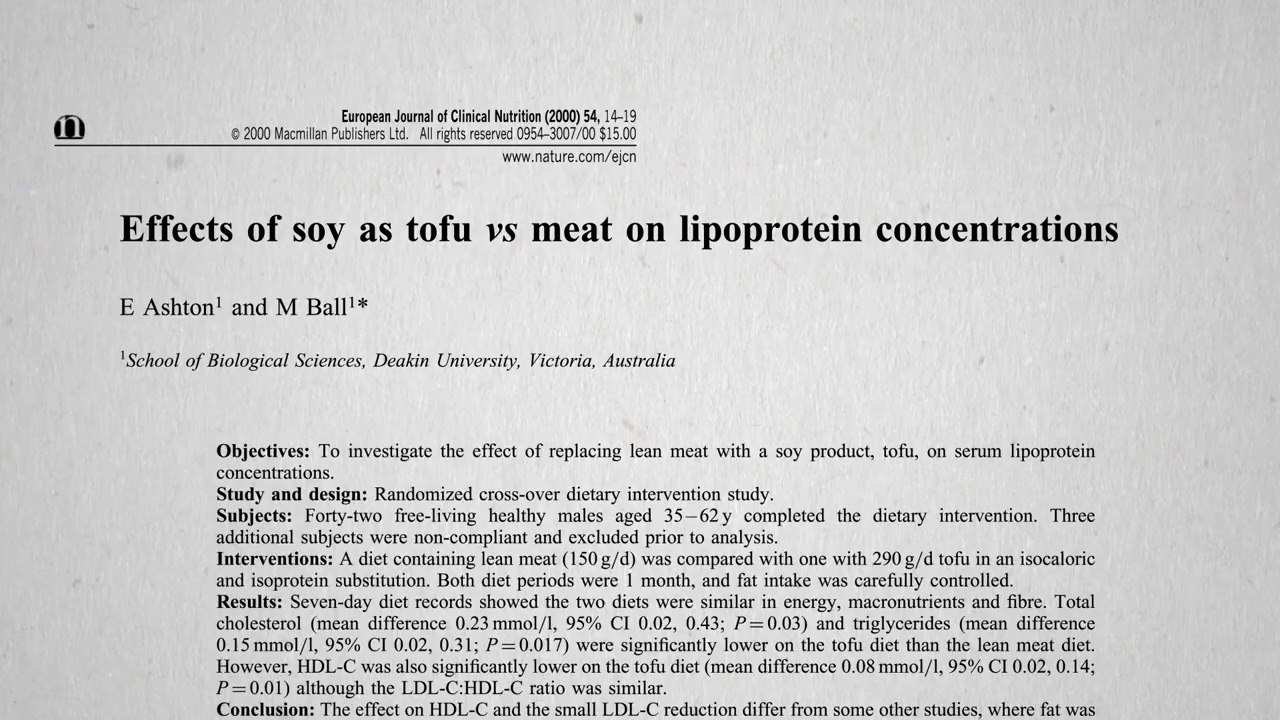 n
European Journal of Clinical Nutrition (2000) 54, 14–19
© 2000 Macmillan Publishers Ltd. All rights reserved 0954–3007/00 $15.00
www.nature.com/ejcn
Effects of soy as tofu vs meat on lipoprotein concentrations
E Ashton¹ and M Ball¹*
¹School of Biological Sciences, Deakin University, Victoria, Australia
Objectives: To investigate the effect of replacing lean meat with a soy product, tofu, on serum lipoprotein
concentrations.
Study and design: Randomized cross-over dietary intervention study.
Subjects: Forty-two free-living healthy males aged 35–62 y completed the dietary intervention. Three
additional subjects were non-compliant and excluded prior to analysis.
Interventions: A diet containing lean meat (150 g/d) was compared with one with 290 g/d tofu in an isocaloric
and isoprotein substitution. Both diet periods were 1 month, and fat intake was carefully controlled.
Results: Seven-day diet records showed the two diets were similar in energy, macronutrients and fibre. Total
cholesterol (mean difference 0.23 mmol/l, 95% CI 0.02, 0.43; P = 0.03) and triglycerides (mean difference
0.15 mmol/l, 95% CI 0.02, 0.31; P = 0.017) were significantly lower on the tofu diet than the lean meat diet.
However, HDL-C was also significantly lower on the tofu diet (mean difference 0.08 mmol/l, 95% CI 0.02, 0.14;
P = 0.01) although the LDL-C:HDL-C ratio was similar.
Conclusion: The effect on HDL-C and the small LDL-C reduction differ from some other studies, where fat was